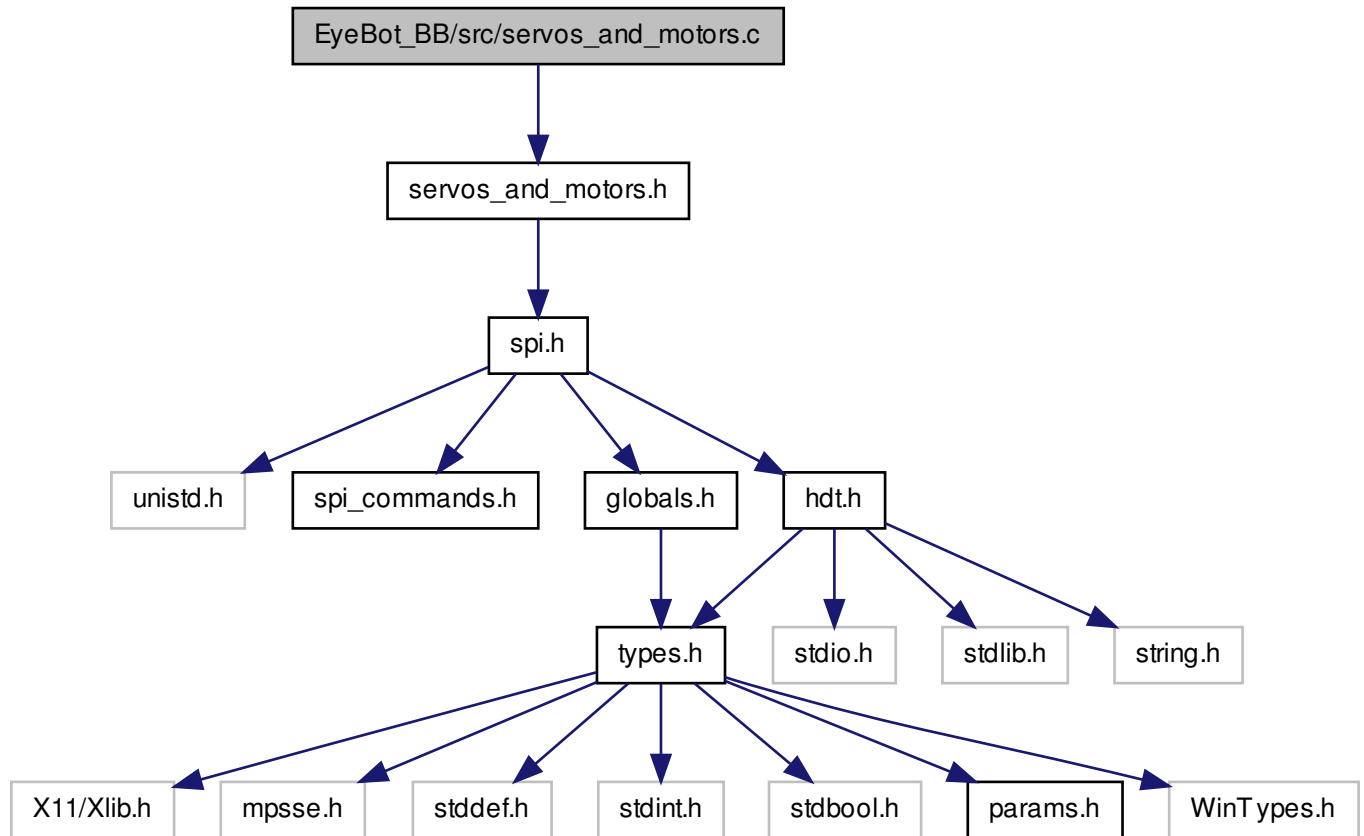 EyeBot_BB/src/servos_and_motors.c
servos_and_motors.h
spi.h
unistd.h
spi_commands.h
globals.h
hdt.h
types.h
stdio.h
stdlib.h
string.h
X11/Xlib.h
mpsse.h
stddef.h
stdint.h
stdbool.h
params.h
WinTypes.h